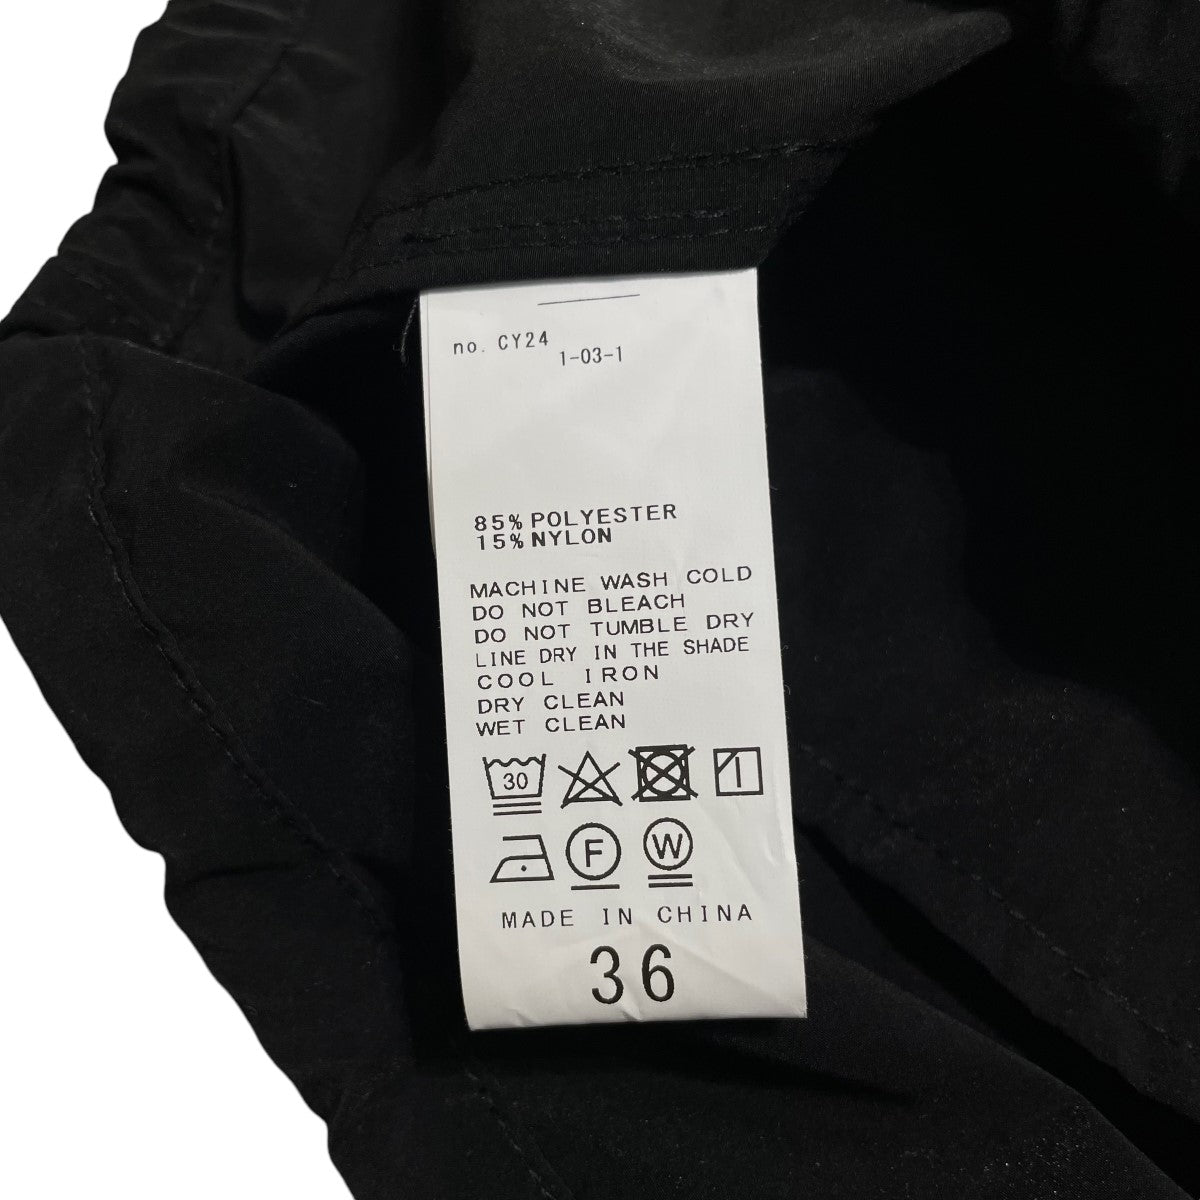 no. CY24
1-03-1
85% POLYESTER
15% NYLON
MACHINE WASH COLD
DO NOT BLEACH
DO NOT TUMBLE DRY
LINE DRY IN THE SHADE
COOL IRON
DRY CLEAN
WET CLEAN
30
F W
MADE IN CHINA
36